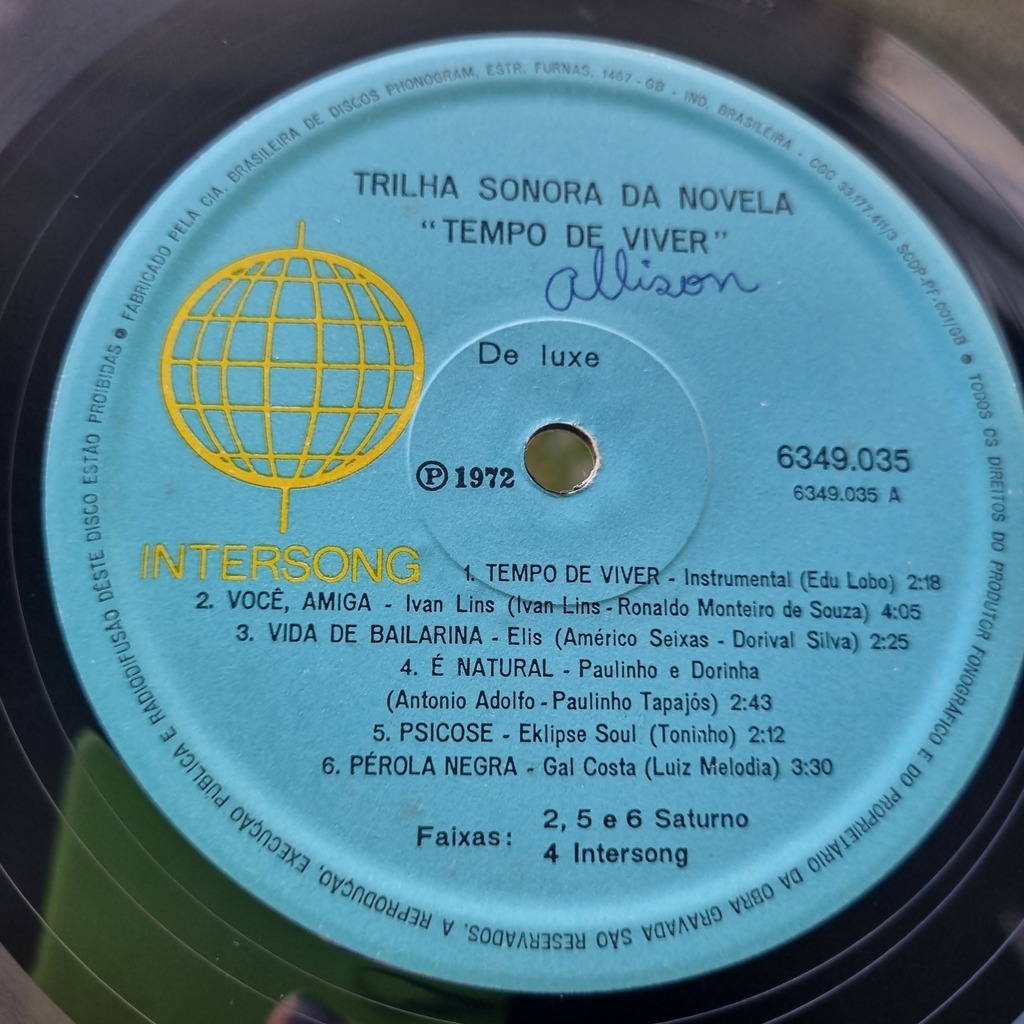 FABRICADO PELA CIA. BRASILEIRA DE DISCOS PHONOGRAM, ESTR. FURNAS, 1467 - GB - IND. BRASILEIRA - CGC 33.177.411/3 SCDP-PF-001/GB ● TODOS OS DIREITOS DO PRODUTOR FONOGRÁFICO E DO PROPRIETÁRIO DA OBRA GRAVADA SÃO RESERVADOS. A REPRODUÇÃO, EXECUÇÃO PÚBLICA E RADIODIFUSÃO DESTE DISCO ESTÃO PROIBIDAS ●
TRILHA SONORA DA NOVELA
“TEMPO DE VIVER”
allison
De luxe
6349.035
℗ 1972
6349.035 A
INTERSONG
1. TEMPO DE VIVER - Instrumental (Edu Lobo) 2:18
2. VOCÊ, AMIGA - Ivan Lins (Ivan Lins - Ronaldo Monteiro de Souza) 4:05
3. VIDA DE BAILARINA - Elis (Américo Seixas - Dorival Silva) 2:25
4. É NATURAL - Paulinho e Dorinha
(Antonio Adolfo - Paulinho Tapajós) 2:43
5. PSICOSE - Eklipse Soul (Toninho) 2:12
6. PÉROLA NEGRA - Gal Costa (Luiz Melodia) 3:30
Faixas: 2, 5 e 6 Saturno
4 Intersong